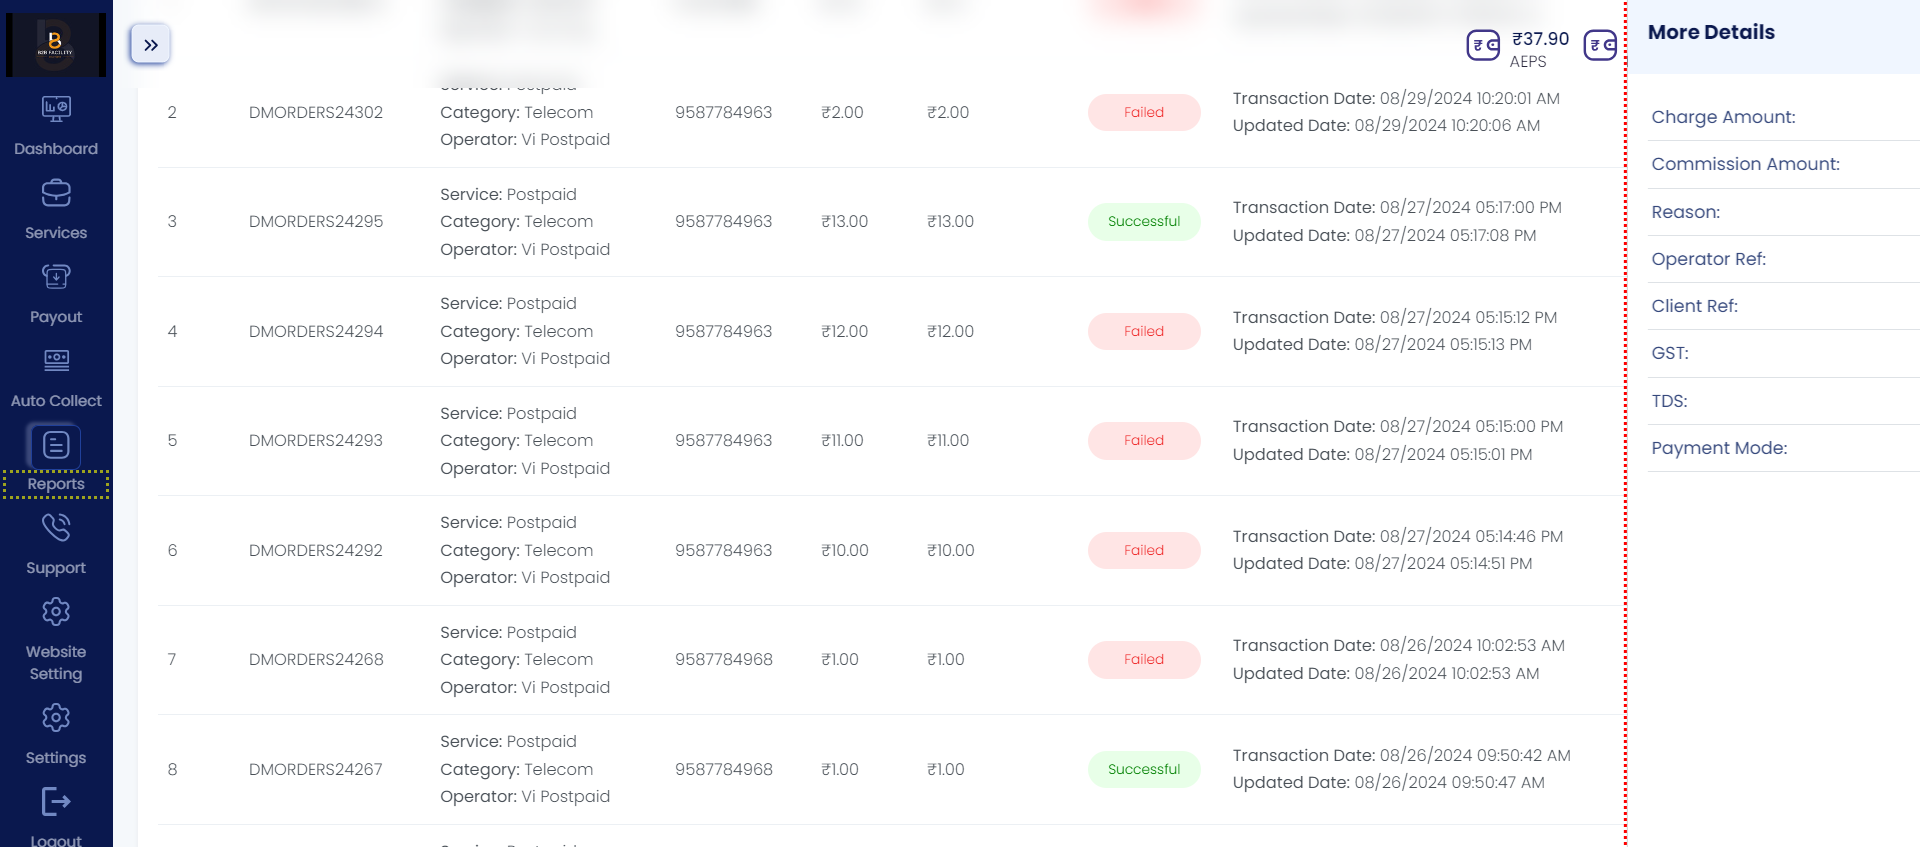 B2B FACILITY
Dashboard
Services
Payout
Auto Collect
Reports
Support
Website
Setting
Settings
Logout
₹37.90
AEPS
Service: Postpaid
2 DMORDERS24302 Category: Telecom 9587784963 ₹2.00 ₹2.00 Failed Transaction Date: 08/29/2024 10:20:01 AM
Operator: Vi Postpaid Updated Date: 08/29/2024 10:20:06 AM
Service: Postpaid Transaction Date: 08/27/2024 05:17:00 PM
3 DMORDERS24295 Category: Telecom 9587784963 ₹13.00 ₹13.00 Successful
Operator: Vi Postpaid Updated Date: 08/27/2024 05:17:08 PM
Service: Postpaid Transaction Date: 08/27/2024 05:15:12 PM
4 DMORDERS24294 Category: Telecom 9587784963 ₹12.00 ₹12.00 Failed
Operator: Vi Postpaid Updated Date: 08/27/2024 05:15:13 PM
Service: Postpaid Transaction Date: 08/27/2024 05:15:00 PM
5 DMORDERS24293 Category: Telecom 9587784963 ₹11.00 ₹11.00 Failed
Operator: Vi Postpaid Updated Date: 08/27/2024 05:15:01 PM
Service: Postpaid Transaction Date: 08/27/2024 05:14:46 PM
6 DMORDERS24292 Category: Telecom 9587784963 ₹10.00 ₹10.00 Failed
Operator: Vi Postpaid Updated Date: 08/27/2024 05:14:51 PM
Service: Postpaid Transaction Date: 08/26/2024 10:02:53 AM
7 DMORDERS24268 Category: Telecom 9587784968 ₹1.00 ₹1.00 Failed
Operator: Vi Postpaid Updated Date: 08/26/2024 10:02:53 AM
Service: Postpaid Transaction Date: 08/26/2024 09:50:42 AM
8 DMORDERS24267 Category: Telecom 9587784968 ₹1.00 ₹1.00 Successful
Operator: Vi Postpaid Updated Date: 08/26/2024 09:50:47 AM
More Details
Charge Amount:
Commission Amount:
Reason:
Operator Ref:
Client Ref:
GST:
TDS:
Payment Mode: